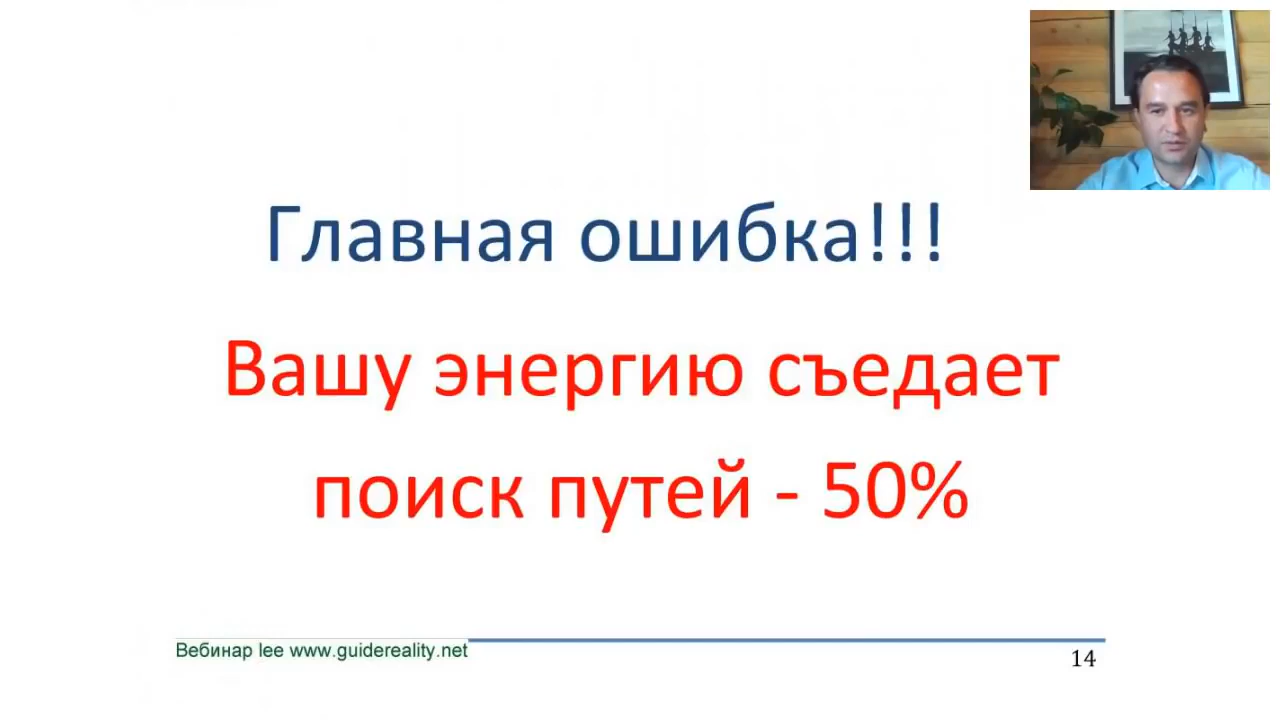 Главная ошибка!!!
Вашу энергию съедает
поиск путей - 50%
Вебинар lee www.guidereality.net
14